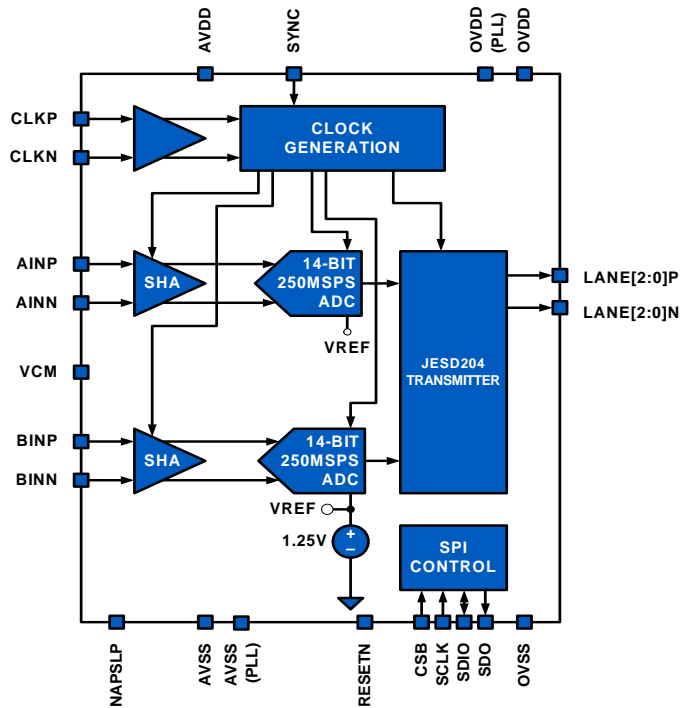 AVDD
SYNC
OVDD
(PLL)
OVDD
CLKP
CLKN
CLOCK
GENERATION
AINP
AINN
SHA
14-BIT
250MSPS
ADC
VREF
LANE[2:0]P
LANE[2:0]N
JESD204
TRANSMITTER
VCM
BINP
BINN
SHA
14-BIT
250MSPS
ADC
VREF
1.25V
+
–
SPI
CONTROL
NAPSLP
AVSS
AVSS
(PLL)
RESETN
CSB
SCLK
SDIO
SDO
OVSS